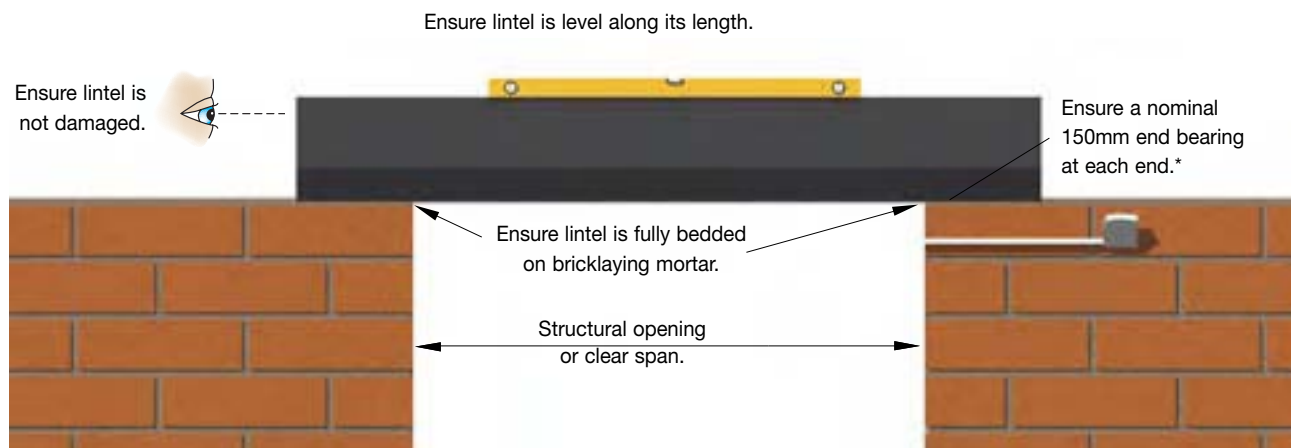 Ensure lintel is level along its length.
Ensure lintel is
not damaged.
Ensure a nominal
150mm end bearing
at each end.*
Ensure lintel is fully bedded
on bricklaying mortar.
Structural opening
or clear span.